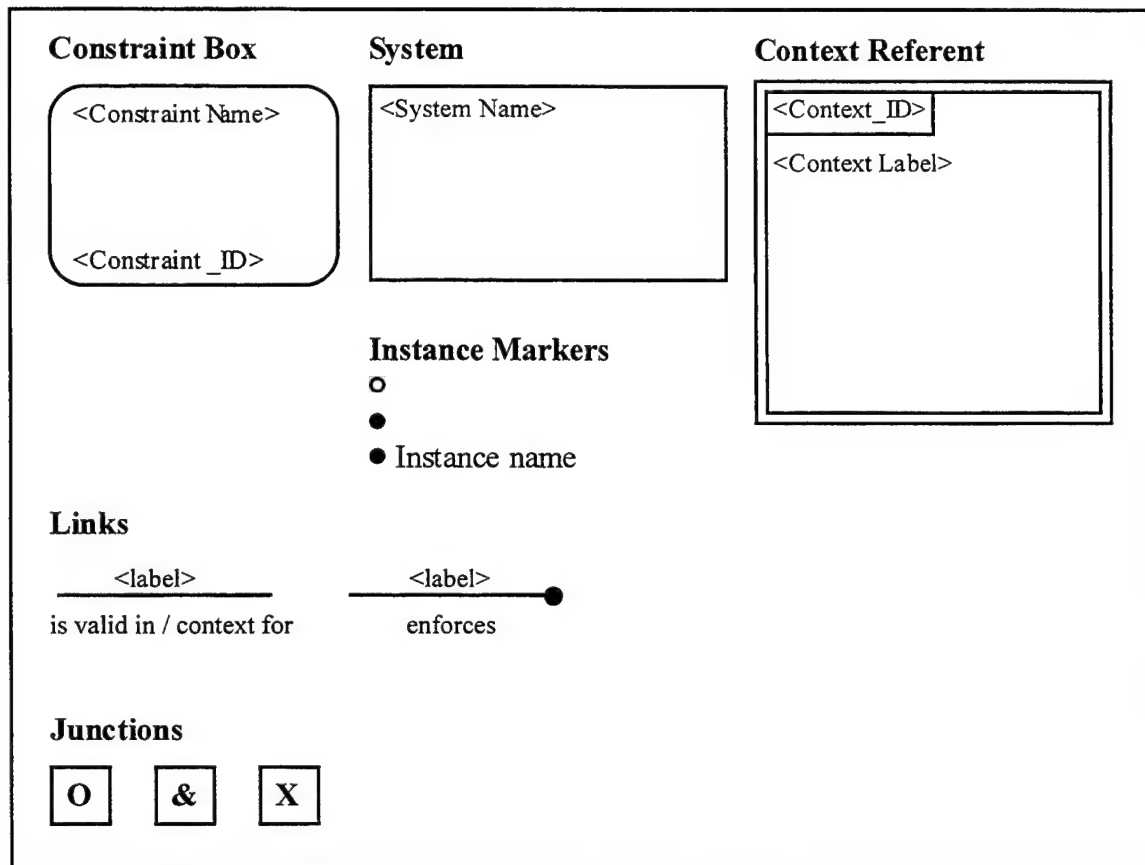 Constraint Box
System
Context Referent
<Constraint Name>
<Constraint _ID>
<System Name>
<Context_ID>
<Context Label>
Instance Markers
Instance name
Links
<label>
is valid in / context for
<label>
enforces
Junctions
O & X